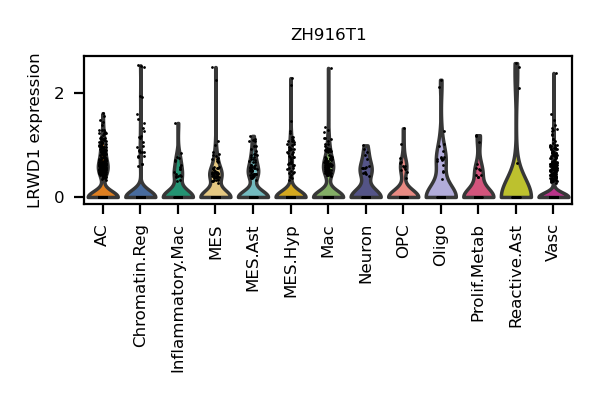 ZH916T1
LRWD1 expression
2
0
AC
Chromatin.Reg
Inflammatory.Mac
MES
MES.Ast
MES.Hyp
Mac
Neuron
OPC
Oligo
Prolif.Metab
Reactive.Ast
Vasc